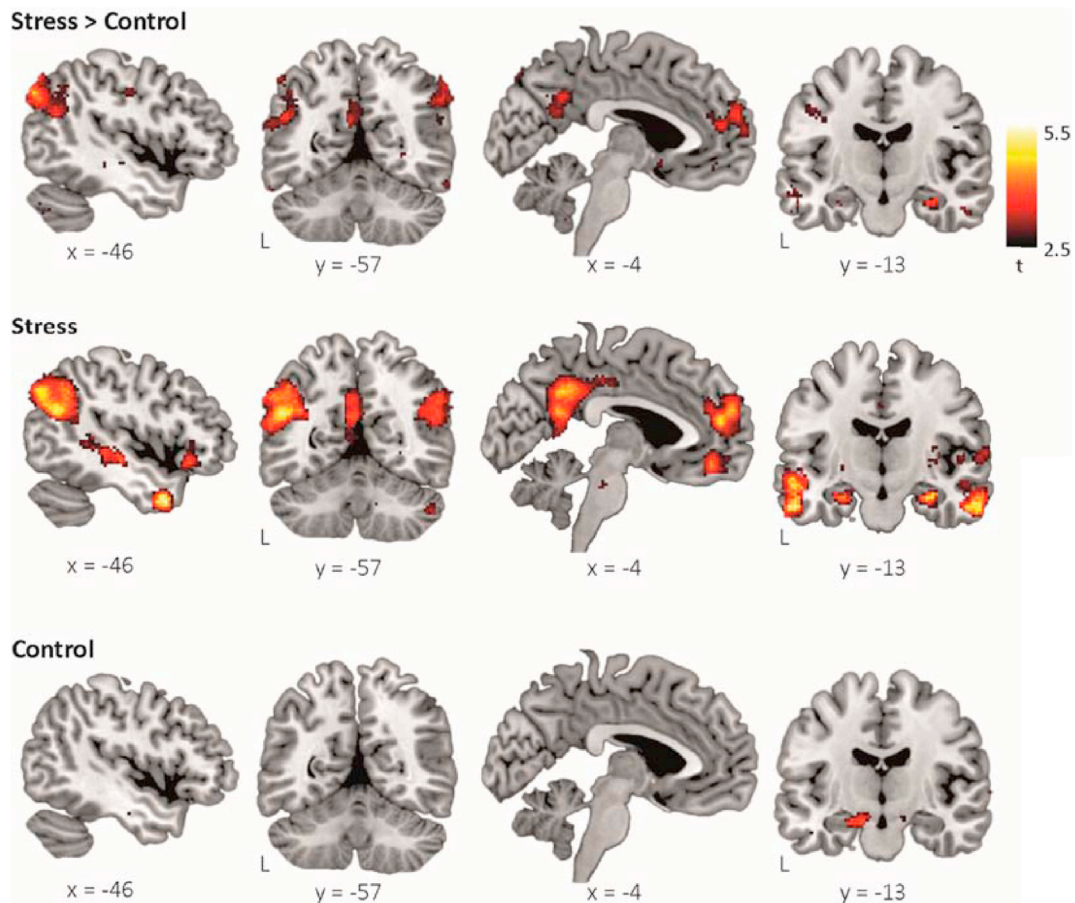 Stress > Control
5.5
2.5
t
L
L
x = -46
y = -57
x = -4
y = -13
Stress
L
L
x = -46
y = -57
x = -4
y = -13
Control
L
L
x = -46
y = -57
x = -4
y = -13